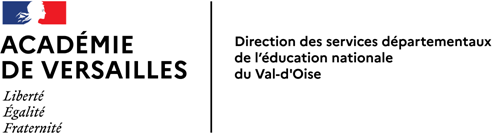 ACADÉMIE
DE VERSAILLES
Liberté
Égalité
Fraternité
Direction des services départementaux
de l'éducation nationale
du Val-d'Oise